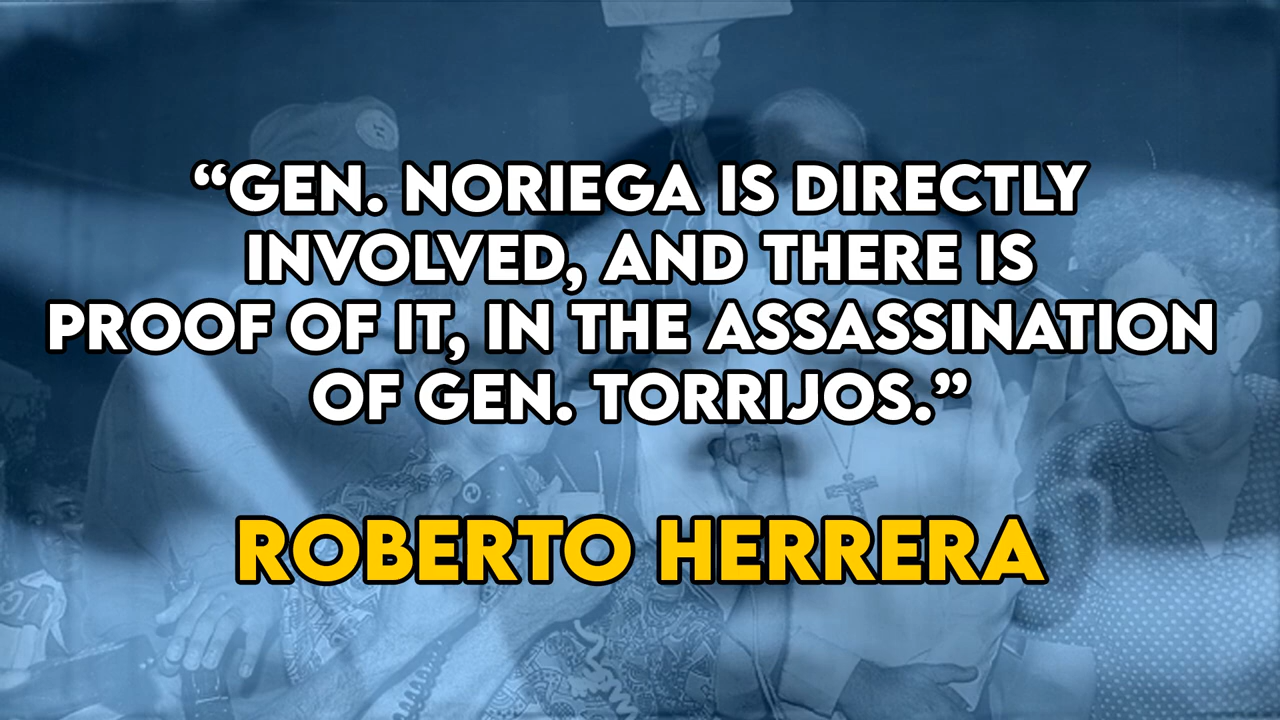 “GEN. NORIEGA IS DIRECTLY
INVOLVED, AND THERE IS
PROOF OF IT, IN THE ASSASSINATION
OF GEN. TORRIJOS.”
ROBERTO HERRERA